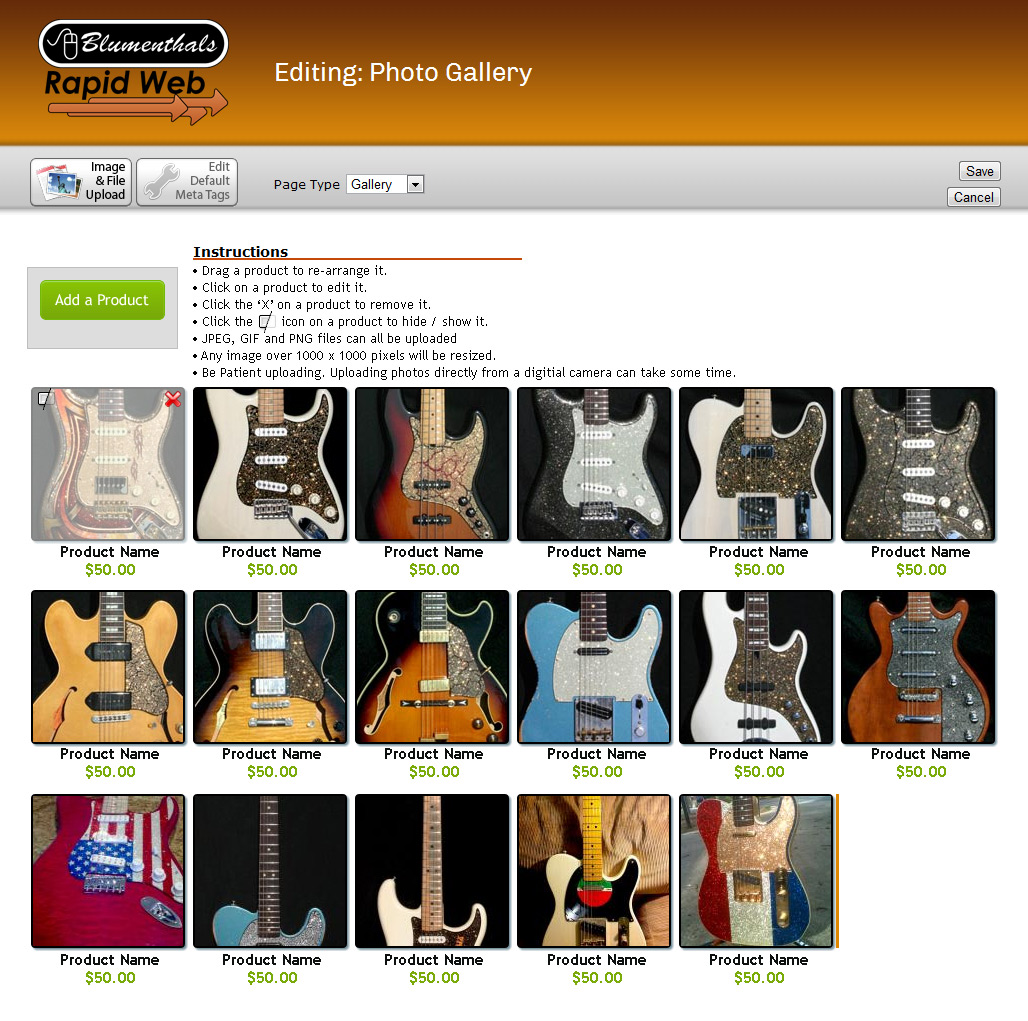 Blumenthals
Rapid Web
Editing: Photo Gallery
Image
& File
Upload
Edit
Default
Meta Tags
Page Type Gallery
Save
Cancel
Instructions
• Drag a product to re-arrange it.
• Click on a product to edit it.
• Click the ‘X’ on a product to remove it.
• Click the icon on a product to hide / show it.
• JPEG, GIF and PNG files can all be uploaded
• Any image over 1000 x 1000 pixels will be resized.
• Be Patient uploading. Uploading photos directly from a digitial camera can take some time.
Add a Product
Product Name Product Name Product Name Product Name Product Name Product Name
$50.00 $50.00 $50.00 $50.00 $50.00 $50.00
Product Name Product Name Product Name Product Name Product Name Product Name
$50.00 $50.00 $50.00 $50.00 $50.00 $50.00
Product Name Product Name Product Name Product Name Product Name
$50.00 $50.00 $50.00 $50.00 $50.00